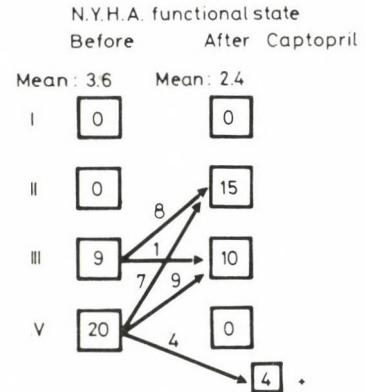 N.Y.H.A. functional state
Before After Captopril
Mean: 3.6 Mean: 2.4
I 0 0
II 0 15
8
III 9 1 10
7 9
V 20 0
4
4